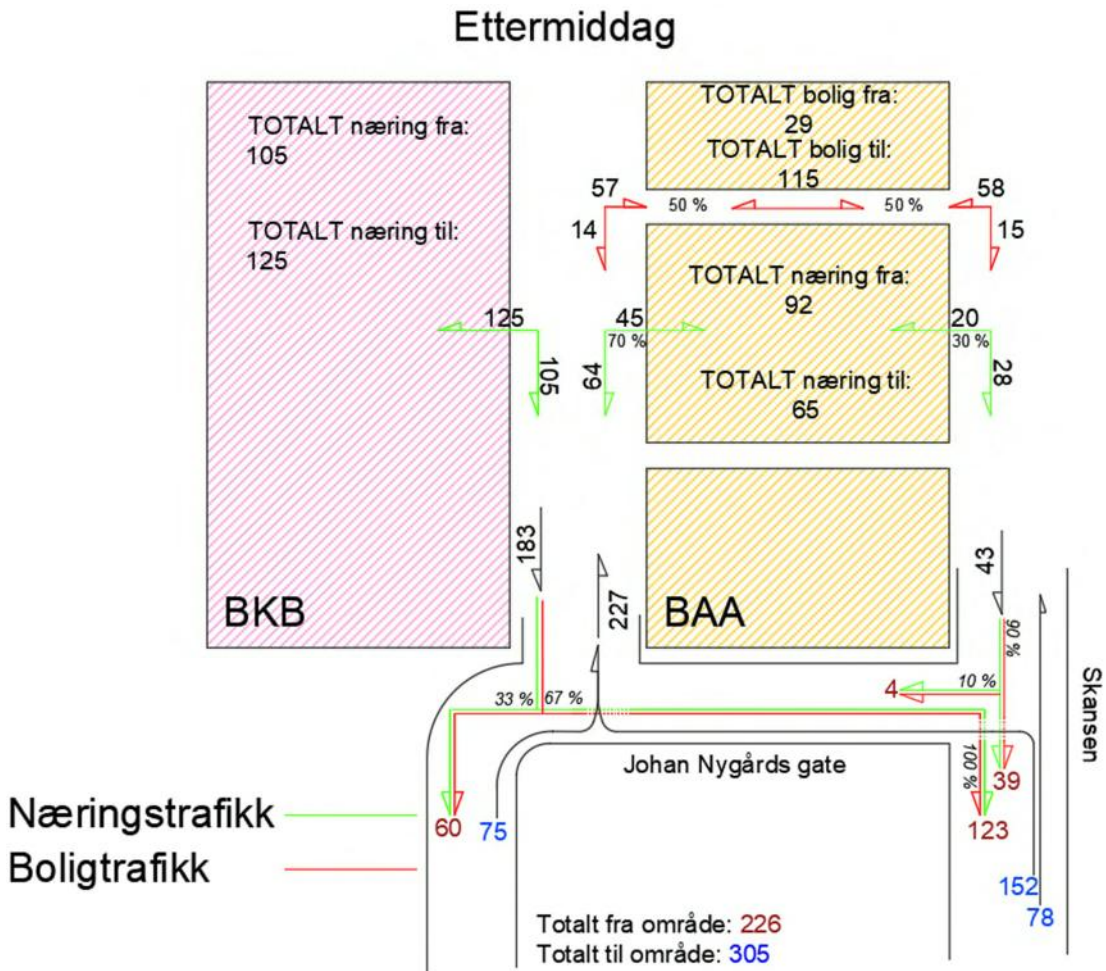 Ettermiddag
TOTALT næring fra:
105
TOTALT næring til:
125
TOTALT bolig fra:
29
TOTALT bolig til:
115
57
50 %
50 %
58
14
15
TOTALT næring fra:
92
125
45
70 %
20
30 %
105
64
28
TOTALT næring til:
65
183
227
43
BKB
BAA
90 %
10 %
4
33 %
67 %
Skansen
Johan Nygårds gate
100 %
39
Næringstrafikk
60
75
123
Boligtrafikk
152
78
Totalt fra område: 226
Totalt til område: 305